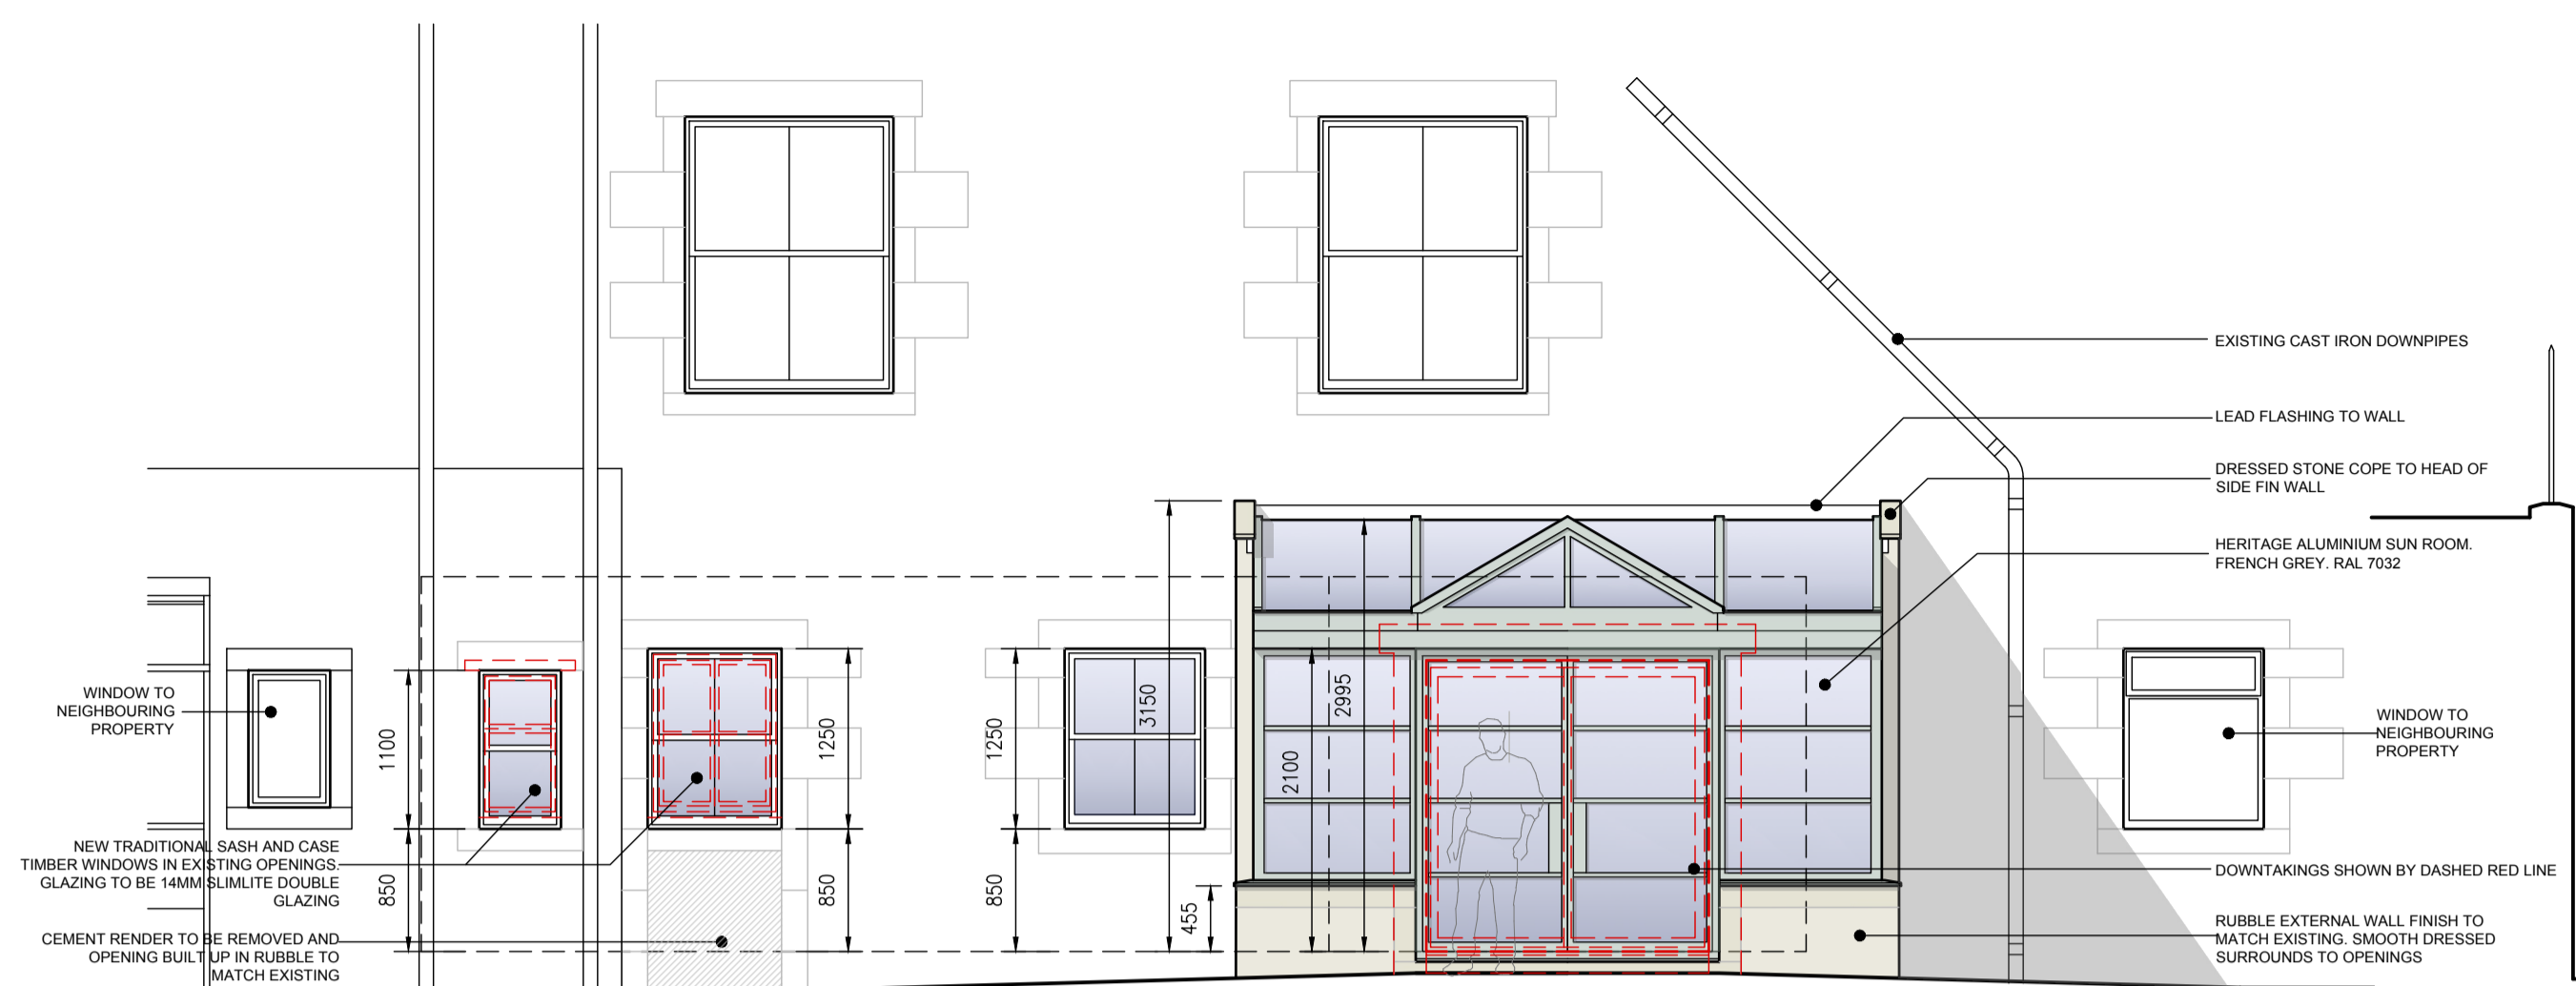 EXISTING CAST IRON DOWNPIPES
LEAD FLASHING TO WALL
DRESSED STONE COPE TO HEAD OF
SIDE FIN WALL
HERITAGE ALUMINIUM SUN ROOM.
FRENCH GREY. RAL 7032
WINDOW TO
NEIGHBOURING
PROPERTY
1100
850
1250
850
1250
850
3150
455
2100
2995
WINDOW TO
NEIGHBOURING
PROPERTY
NEW TRADITIONAL SASH AND CASE
TIMBER WINDOWS IN EXISTING OPENINGS.
GLAZING TO BE 14MM SLIMLITE DOUBLE
GLAZING
CEMENT RENDER TO BE REMOVED AND
OPENING BUILT UP IN RUBBLE TO
MATCH EXISTING
DOWNTAKINGS SHOWN BY DASHED RED LINE
RUBBLE EXTERNAL WALL FINISH TO
MATCH EXISTING. SMOOTH DRESSED
SURROUNDS TO OPENINGS